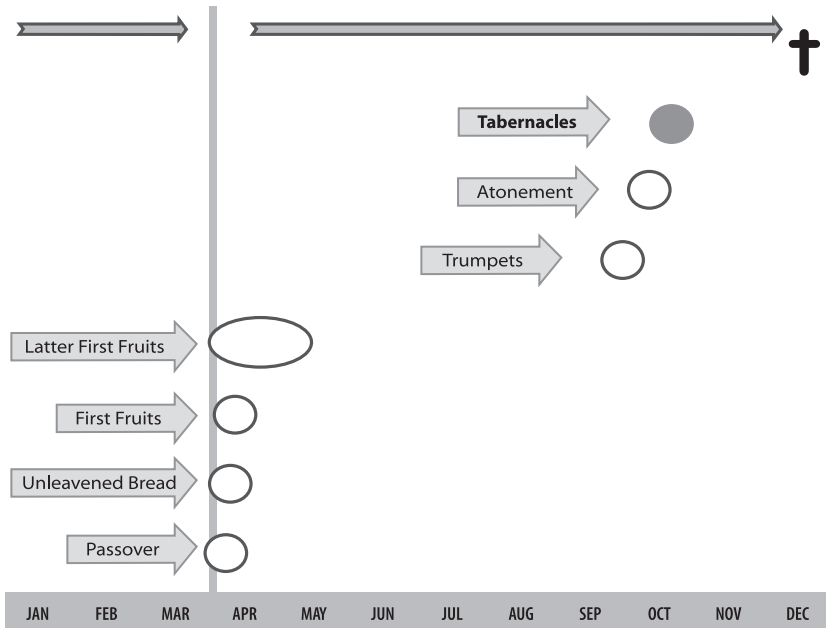 Tabernacles
Atonement
Trumpets
Latter First Fruits
First Fruits
Unleavened Bread
Passover
JAN FEB MAR APR MAY JUN JUL AUG SEP OCT NOV DEC